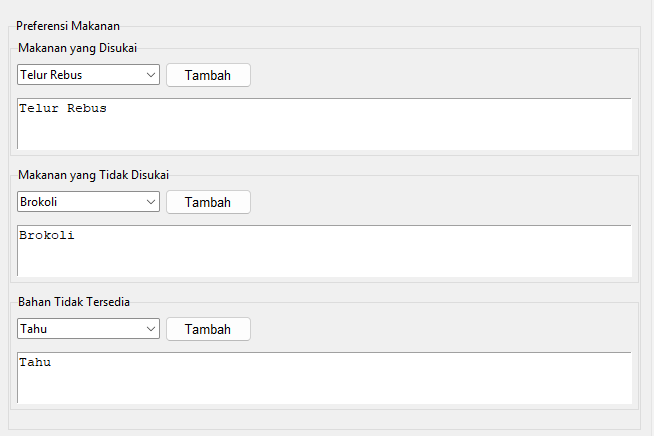 Preferensi Makanan
Makanan yang Disukai
Telur Rebus Tambah
Telur Rebus
Makanan yang Tidak Disukai
Brokoli Tambah
Brokoli
Bahan Tidak Tersedia
Tahu Tambah
Tahu